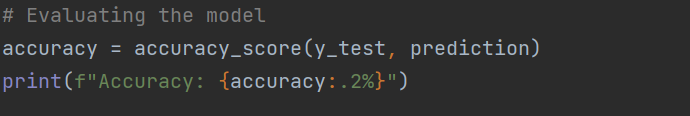 # Evaluating the model
accuracy = accuracy_score(y_test, prediction)
print(f"Accuracy: {accuracy:.2%}")